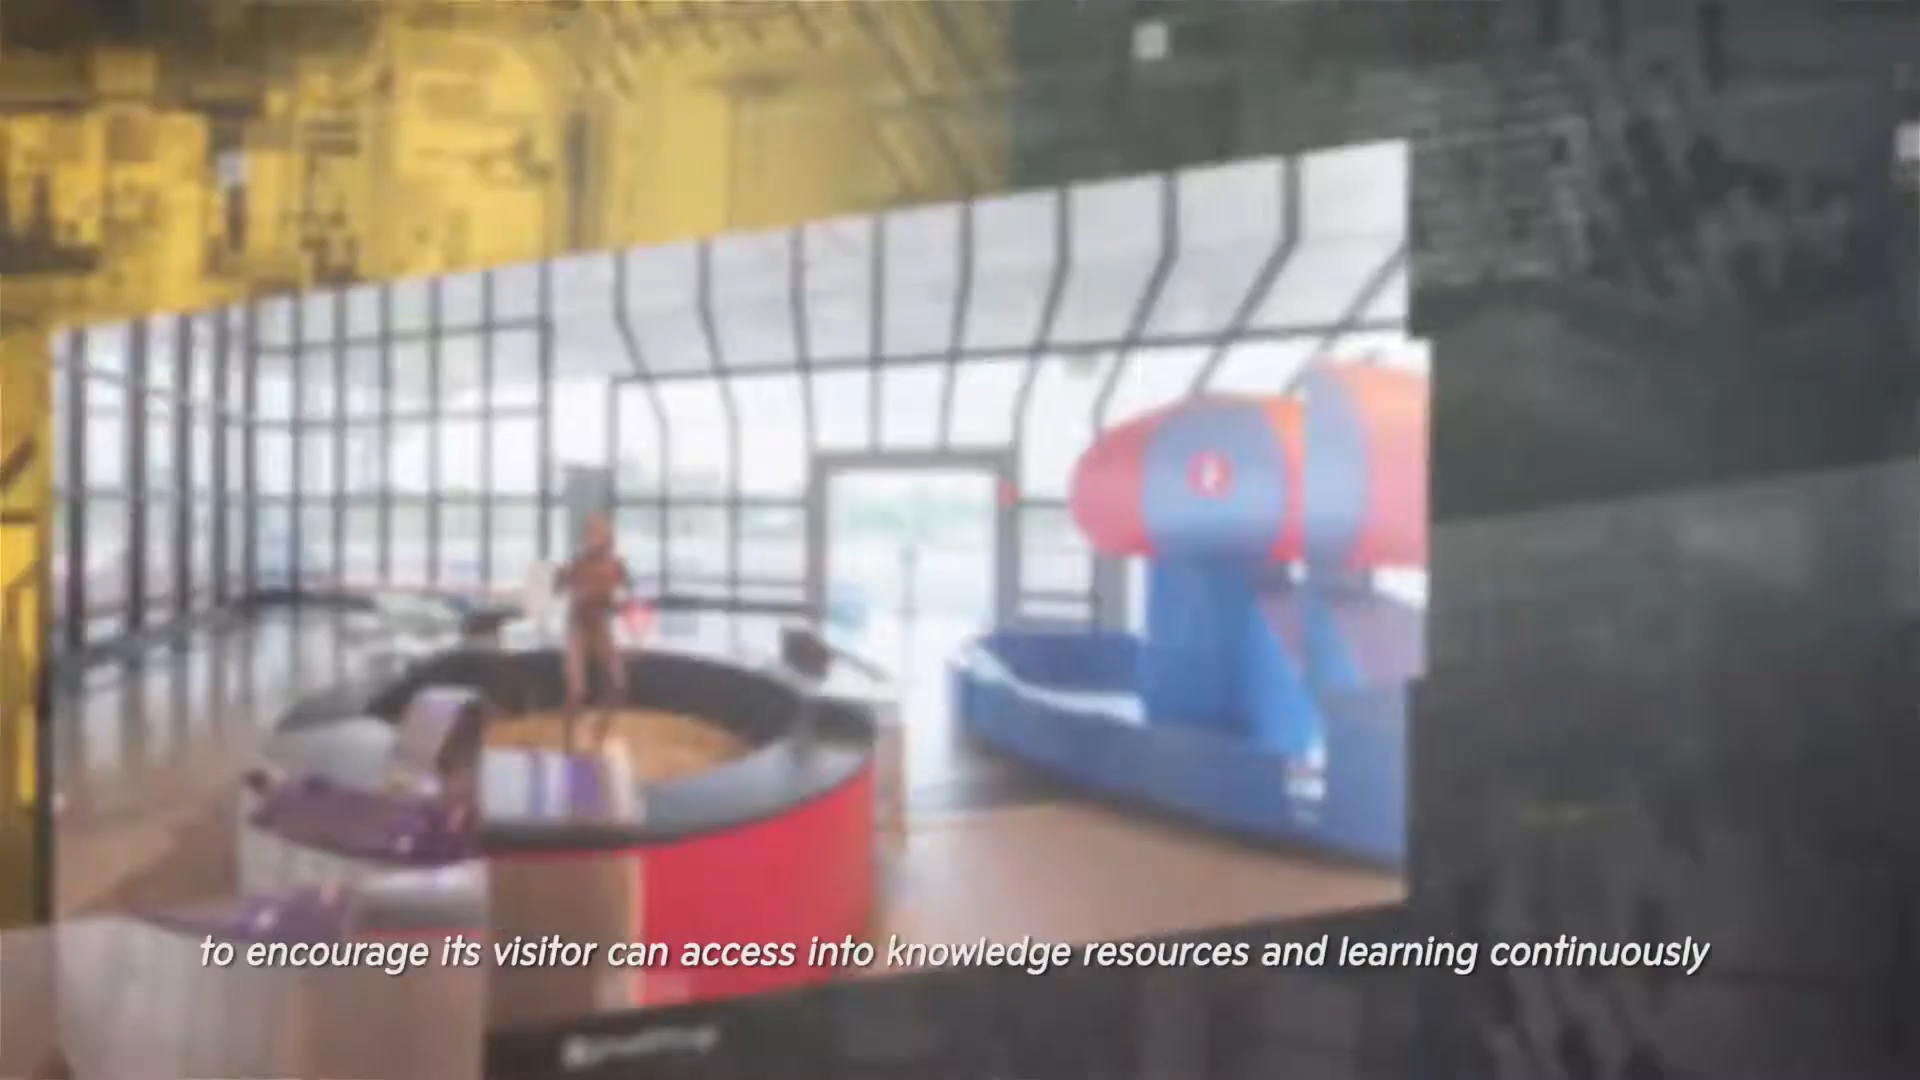 to encourage its visitor can access into knowledge resources and learning continuously